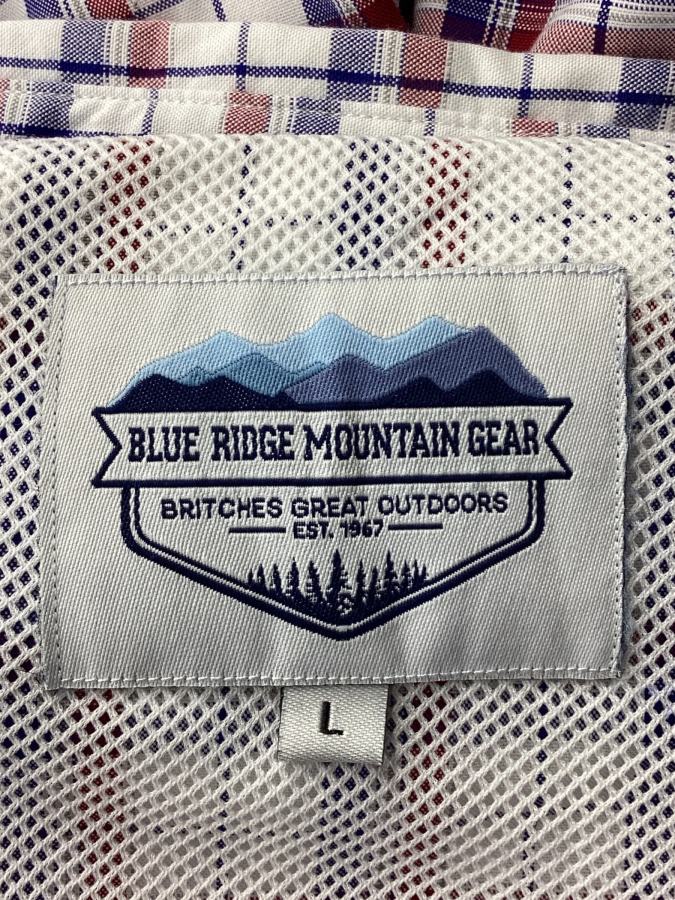 BLUE RIDGE MOUNTAIN GEAR
BRITCHES GREAT OUTDOORS
EST. 1967
L